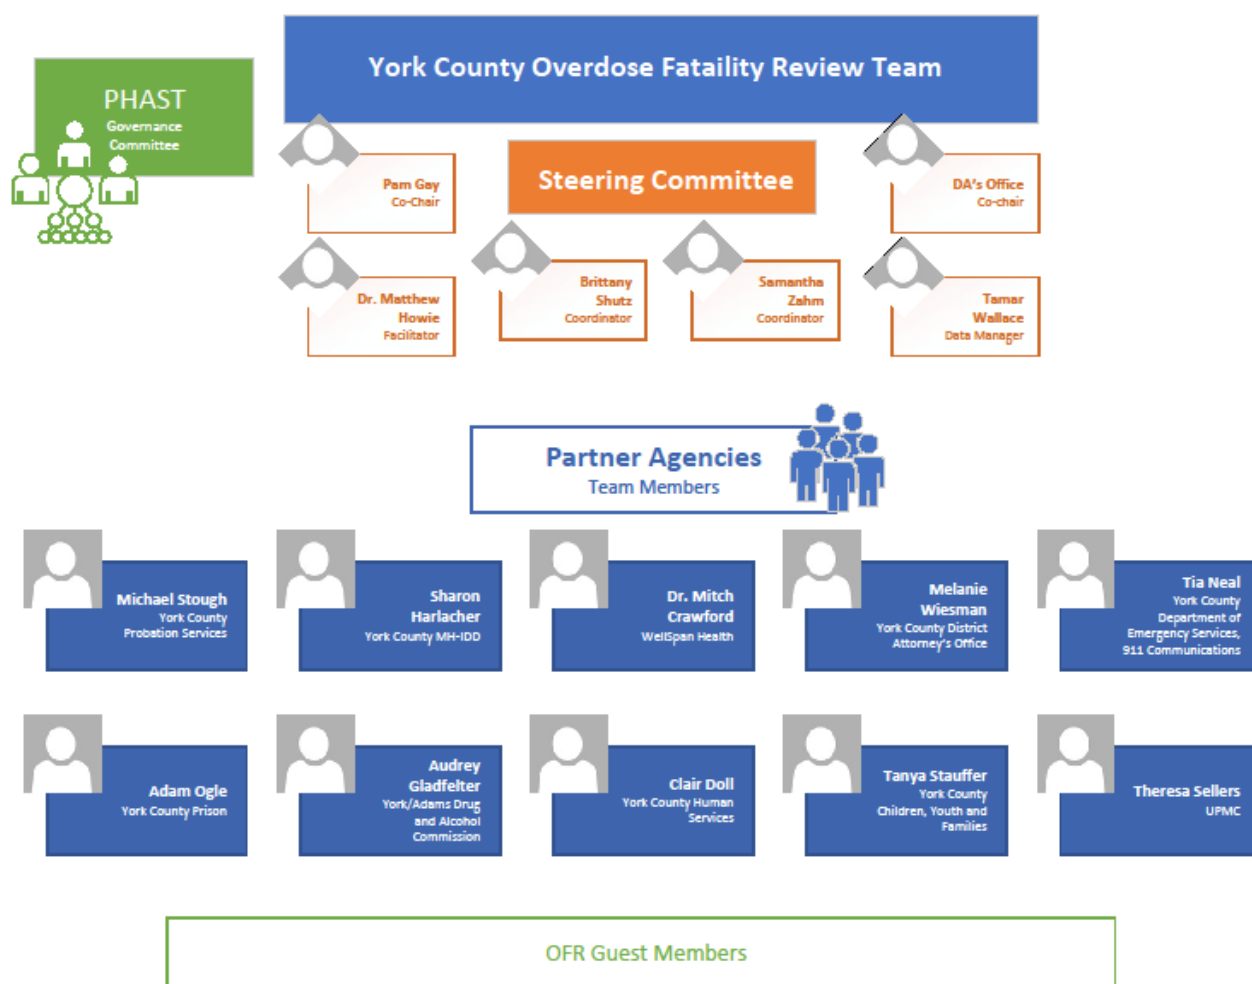 York County Overdose Fataility Review Team
PHAST
Governance
Committee
Steering Committee
Pam Gay
Co-Chair
DA's Office
Co-chair
Dr. Matthew
Howie
Facilitator
Brittany
Shutz
Coordinator
Samantha
Zahm
Coordinator
Tamar
Wallace
Data Manager
Partner Agencies
Team Members
Michael Stough
York County
Probation Services
Sharon
Harlacher
York County MH-IDD
Dr. Mitch
Crawford
WellSpan Health
Melanie
Wiesman
York County District
Attorney's Office
Tia Neal
York County
Department of
Emergency Services,
911 Communications
Adam Ogle
York County Prison
Audrey
Gladfelter
York/Adams Drug
and Alcohol
Commission
Clair Doll
York County Human
Services
Tanya Stauffer
York County
Children, Youth and
Families
Theresa Sellers
UPMC
OFR Guest Members